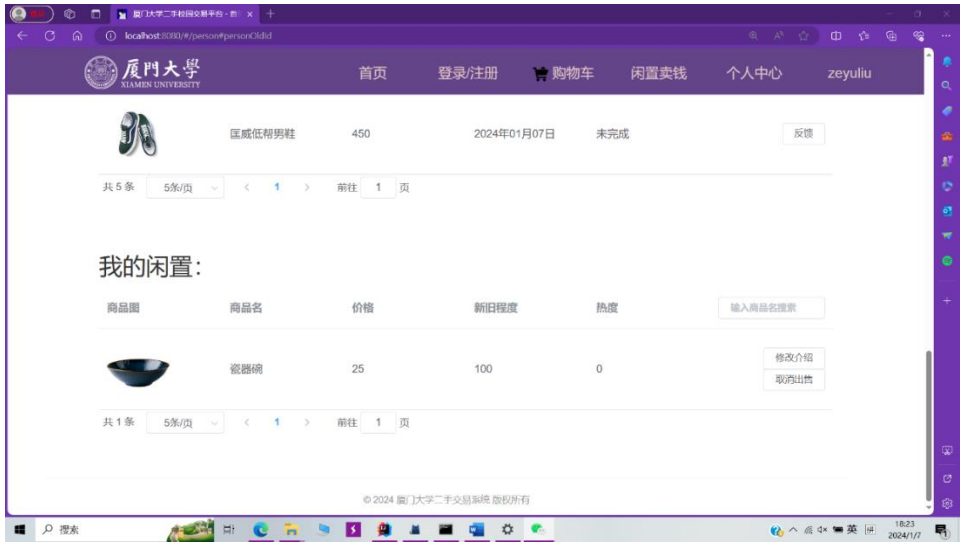 厦门大学二手校园交易平台 -
localhost:8080/#/person#personOldId
廈門大學
XIAMEN UNIVERSITY
首页 登录/注册 购物车 闲置卖钱 个人中心 zeyuliu
匡威低帮男鞋 450 2024年01月07日 未完成 反馈
共 5 条 5条/页 < 1 > 前往 1 页
我的闲置：
商品图 商品名 价格 新旧程度 热度 输入商品名搜索
瓷器碗 25 100 0 修改介绍
取消出售
共 1 条 5条/页 < 1 > 前往 1 页
© 2024 厦门大学二手交易系统 版权所有
搜索
英
18:23
2024/1/7